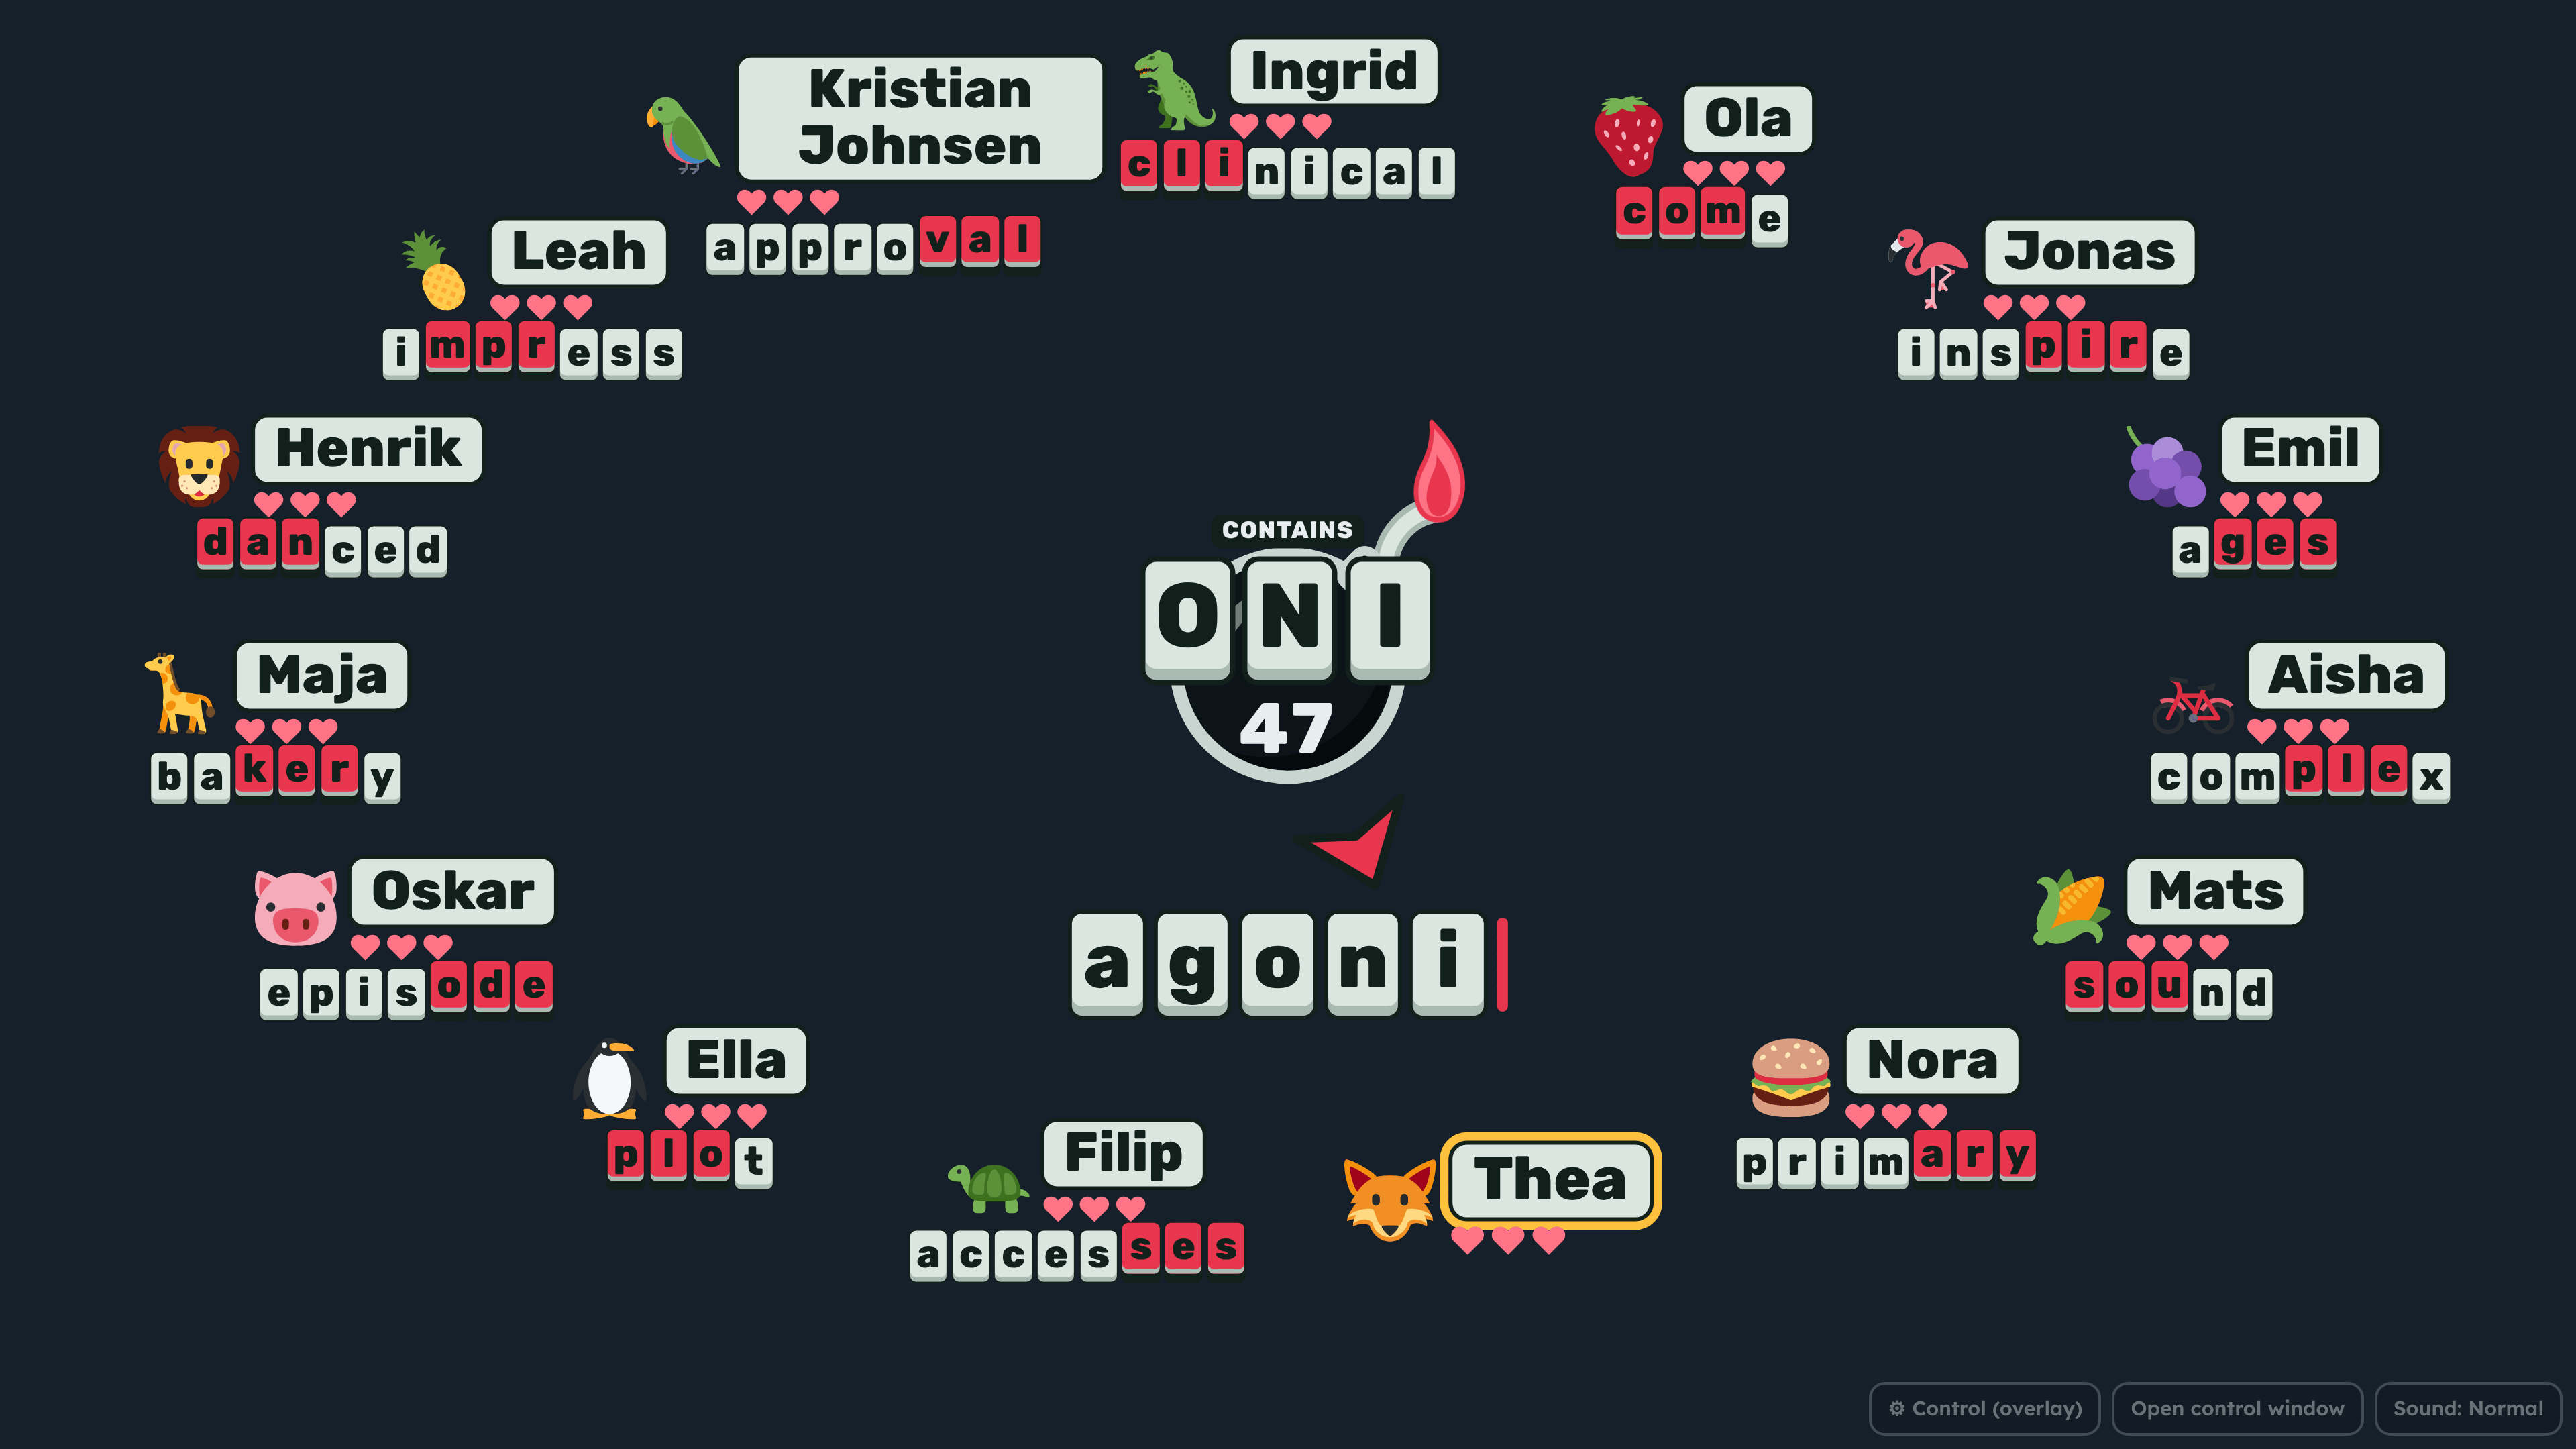 Kristian
Johnsen
approval
Ingrid
clinical
Ola
come
Leah
impress
Jonas
inspire
Henrik
danced
Emil
ages
CONTAINS
ONI
47
Maja
bakery
Aisha
complex
Oskar
episode
Mats
sound
agoni
Ella
plot
Nora
primary
Filip
accesses
Thea
⚙ Control (overlay)
Open control window
Sound: Normal